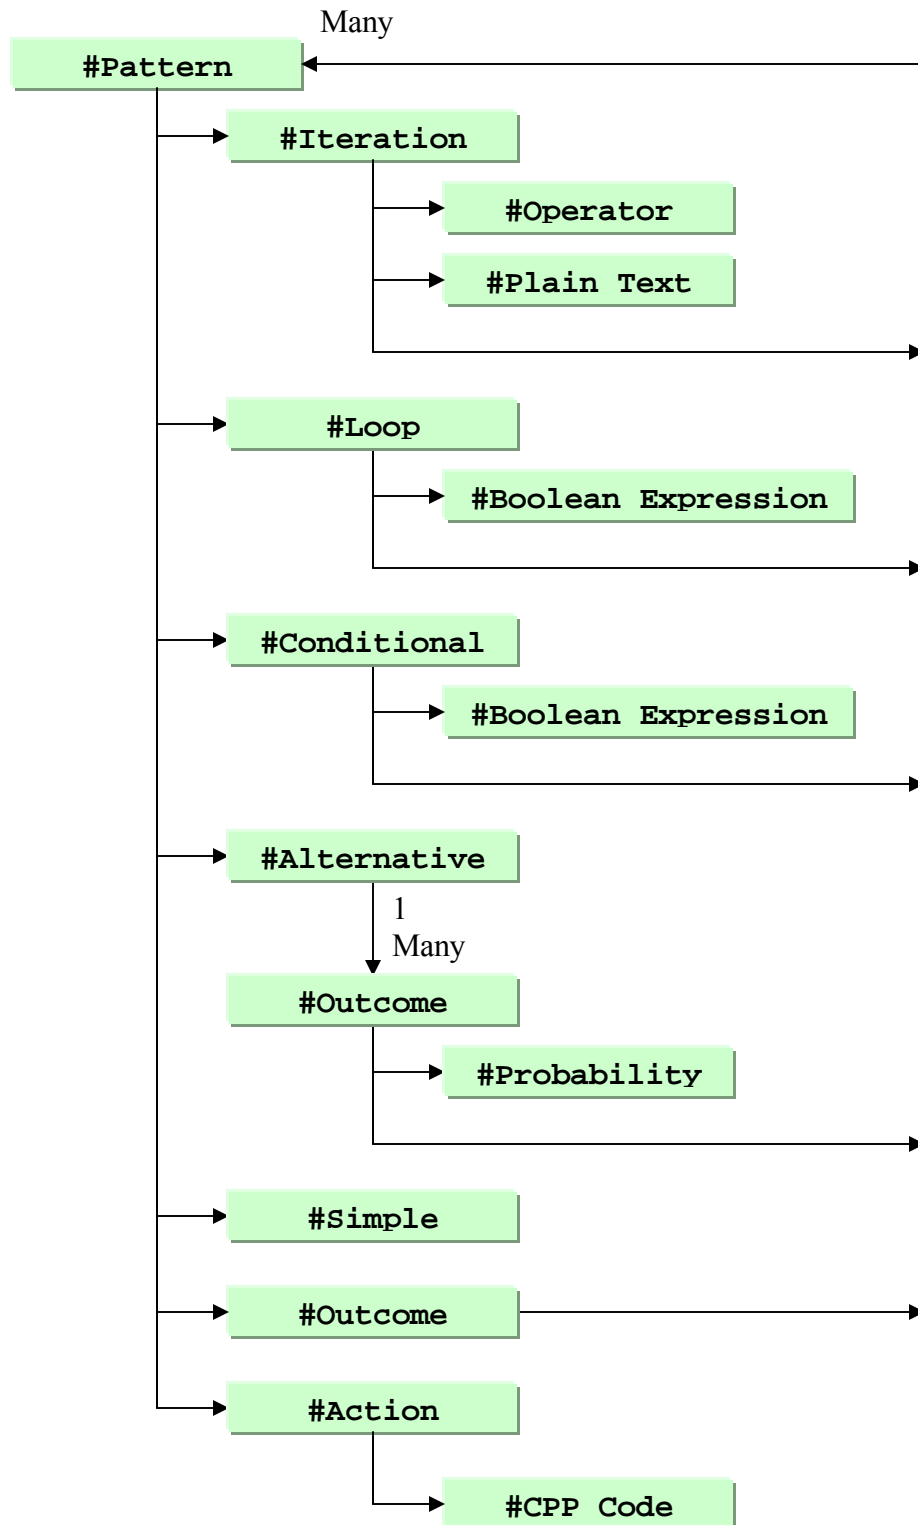 Many
#Pattern
#Iteration
#Operator
#Plain Text
#Loop
#Boolean Expression
#Conditional
#Boolean Expression
#Alternative
1
Many
#Outcome
#Probability
#Simple
#Outcome
#Action
#CPP Code